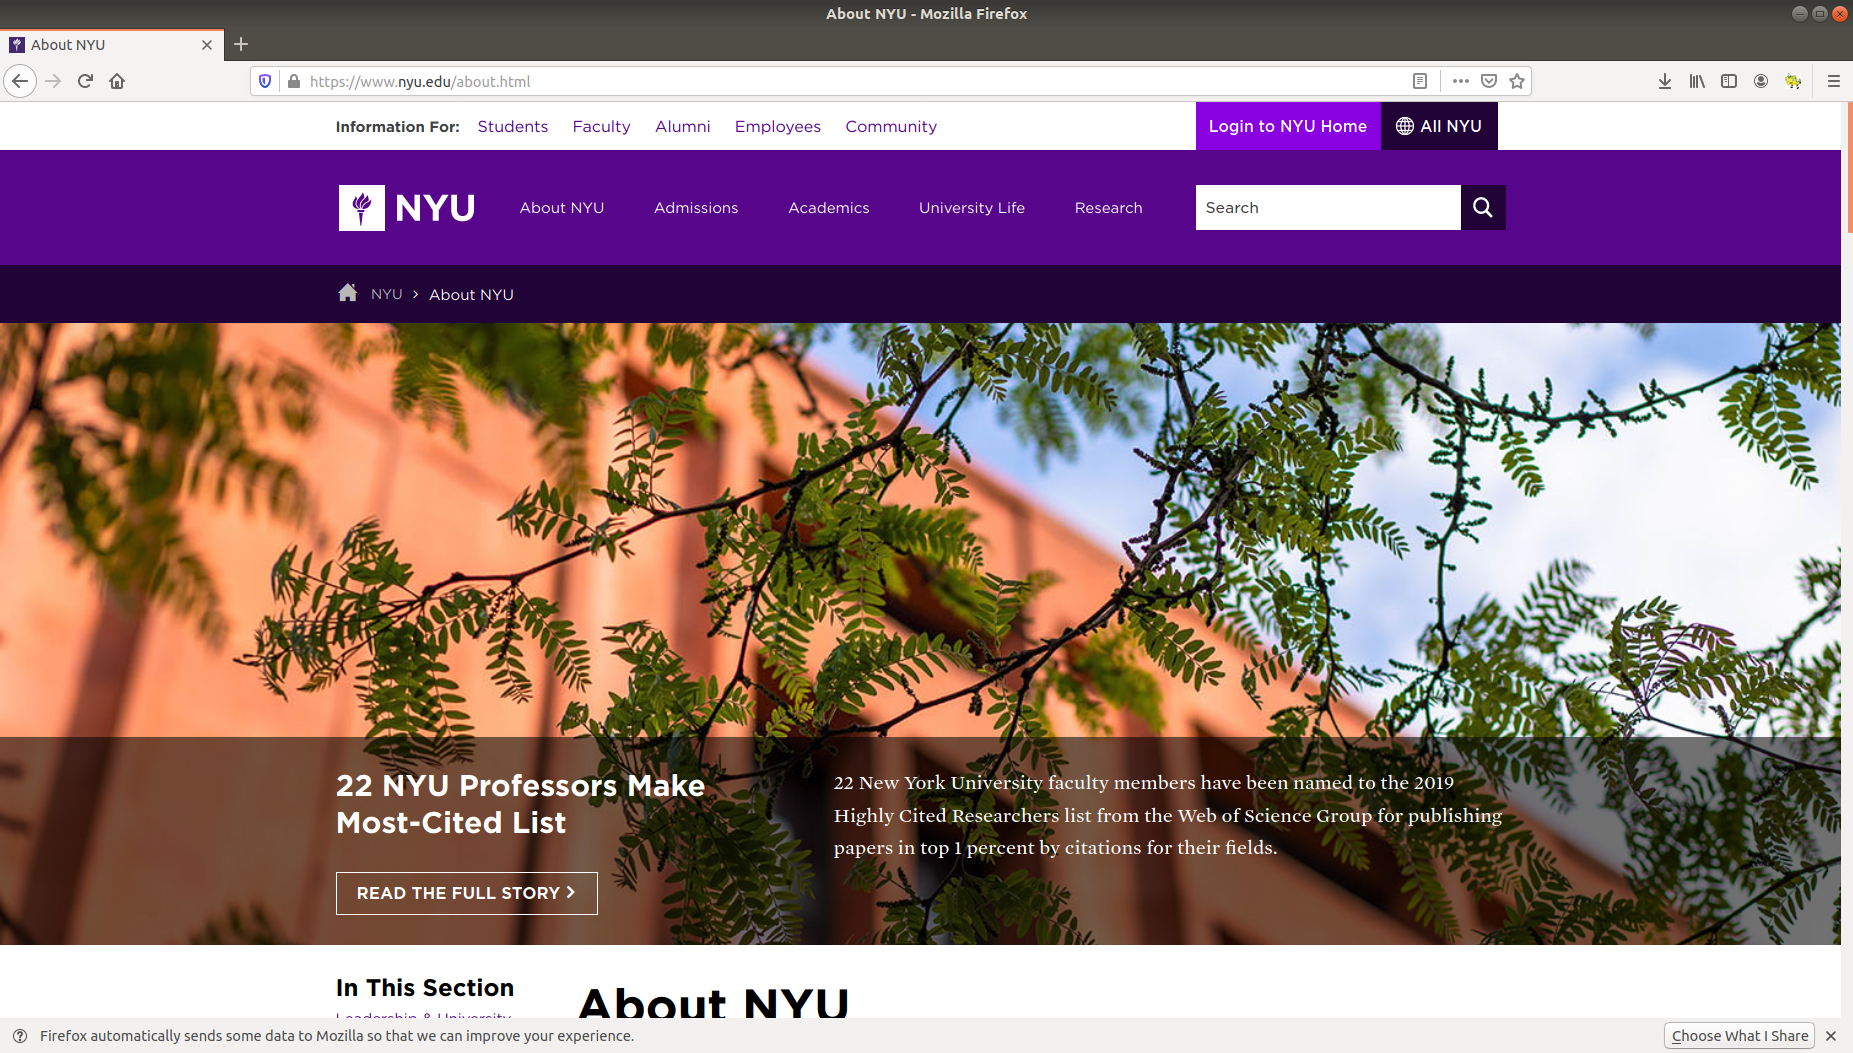 About NYU - Mozilla Firefox
About NYU
https://www.nyu.edu/about.html
Information For: Students Faculty Alumni Employees Community
Login to NYU Home
All NYU
NYU
About NYU Admissions Academics University Life Research
Search
NYU > About NYU
22 NYU Professors Make
Most-Cited List
READ THE FULL STORY >
22 New York University faculty members have been named to the 2019
Highly Cited Researchers list from the Web of Science Group for publishing
papers in top 1 percent by citations for their fields.
In This Section
Leadership & University
About NYU
Firefox automatically sends some data to Mozilla so that we can improve your experience.
Choose What I Share